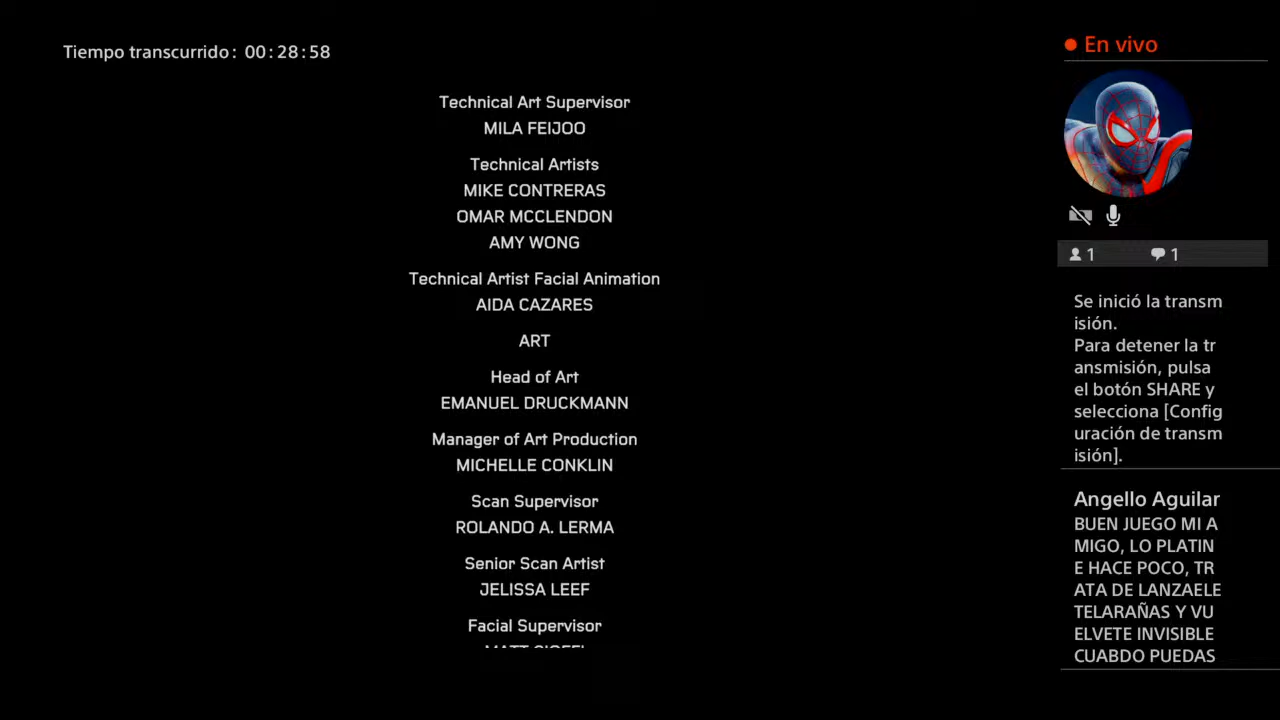 Tiempo transcurrido: 00:28:58
Technical Art Supervisor
MILA FEIJOO
Technical Artists
MIKE CONTRERAS
OMAR MCCLENDON
AMY WONG
Technical Artist Facial Animation
AIDA CAZARES
ART
Head of Art
EMANUEL DRUCKMANN
Manager of Art Production
MICHELLE CONKLIN
Scan Supervisor
ROLANDO A. LERMA
Senior Scan Artist
JELISSA LEEF
Facial Supervisor
En vivo
1 1
Se inició la transm
isión.
Para detener la tr
ansmisión, pulsa
el botón SHARE y
selecciona [Config
uración de transm
isión].
Angello Aguilar
BUEN JUEGO MI A
MIGO, LO PLATIN
E HACE POCO, TR
ATA DE LANZAELE
TELARAÑAS Y VU
ELVETE INVISIBLE
CUABDO PUEDAS